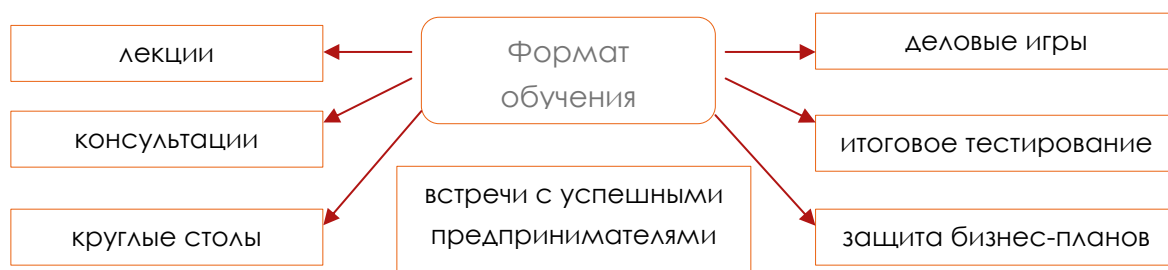 лекции
Формат
обучения
деловые игры
консультации
итоговое тестирование
встречи с успешными
предпринимателями
круглые столы
защита бизнес-планов